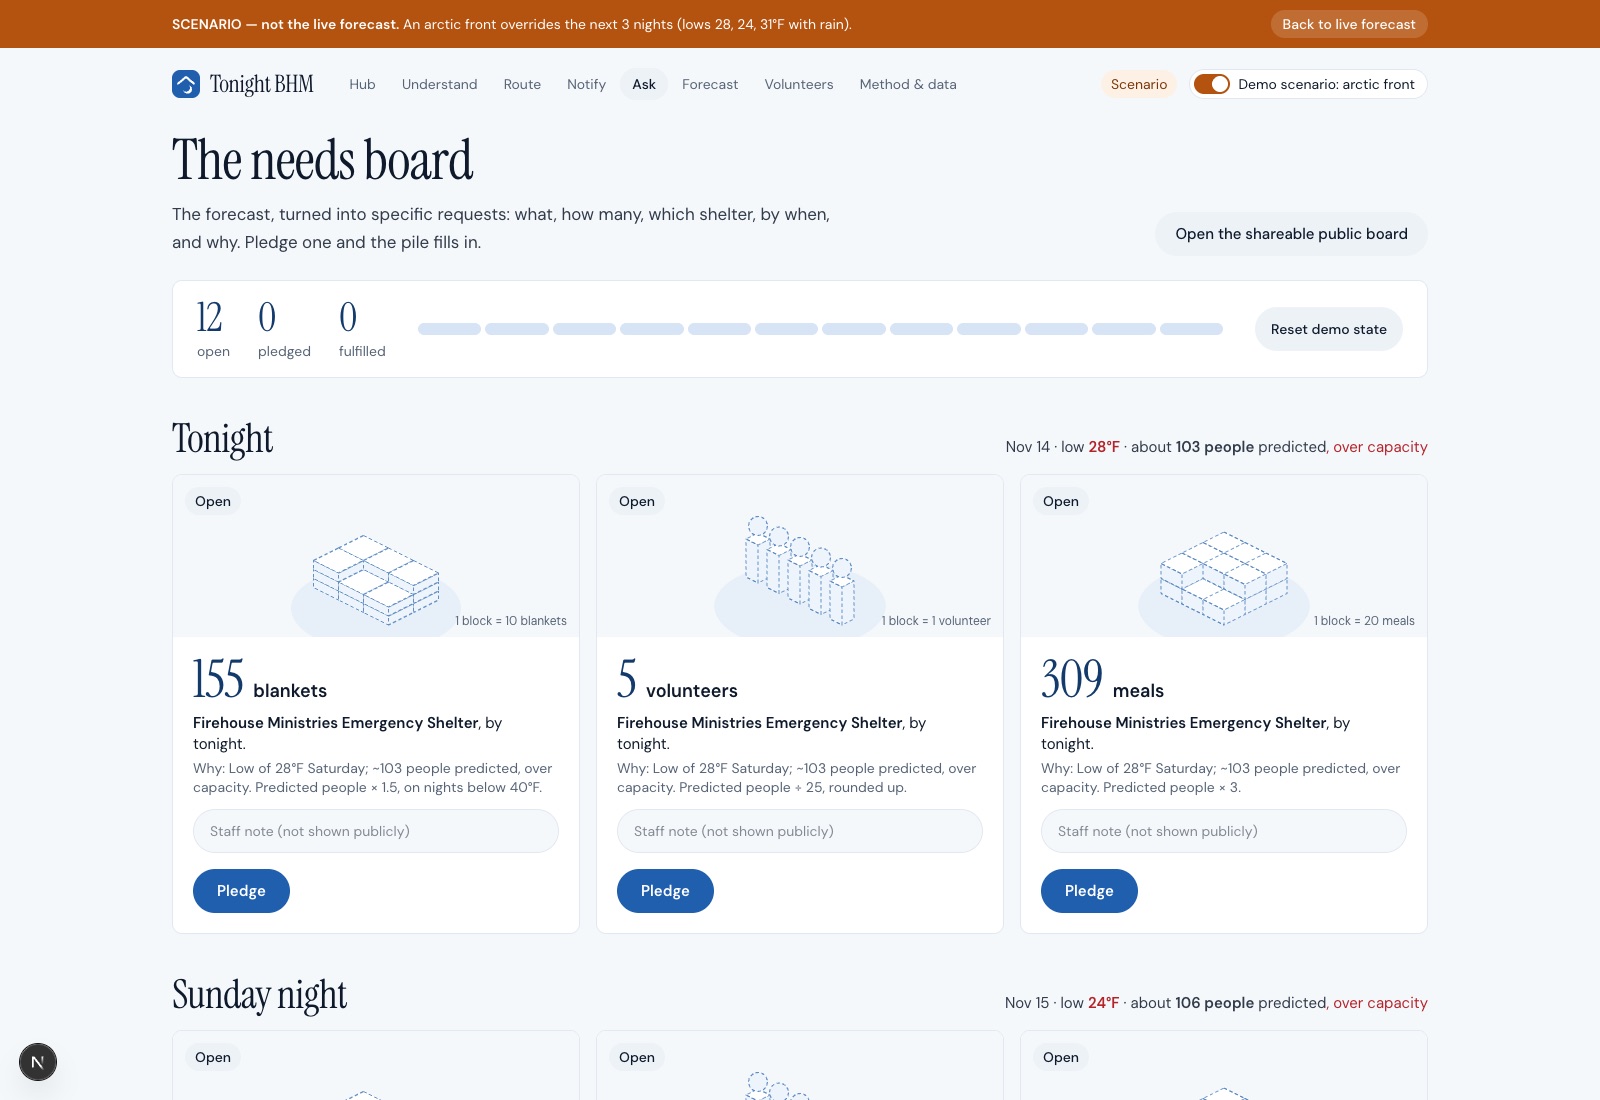 SCENARIO — not the live forecast. An arctic front overrides the next 3 nights (lows 28, 24, 31°F with rain).
Back to live forecast
Tonight BHM
Hub
Understand
Route
Notify
Ask
Forecast
Volunteers
Method & data
Scenario
Demo scenario: arctic front
The needs board
The forecast, turned into specific requests: what, how many, which shelter, by when,
and why. Pledge one and the pile fills in.
Open the shareable public board
12
open
0
pledged
0
fulfilled
Reset demo state
Tonight
Nov 14 · low 28°F · about 103 people predicted, over capacity
Open
1 block = 10 blankets
155 blankets
Firehouse Ministries Emergency Shelter, by
tonight.
Why: Low of 28°F Saturday; ~103 people predicted, over
capacity. Predicted people × 1.5, on nights below 40°F.
Staff note (not shown publicly)
Pledge
Open
1 block = 1 volunteer
5 volunteers
Firehouse Ministries Emergency Shelter, by
tonight.
Why: Low of 28°F Saturday; ~103 people predicted, over
capacity. Predicted people ÷ 25, rounded up.
Staff note (not shown publicly)
Pledge
Open
1 block = 20 meals
309 meals
Firehouse Ministries Emergency Shelter, by
tonight.
Why: Low of 28°F Saturday; ~103 people predicted, over
capacity. Predicted people × 3.
Staff note (not shown publicly)
Pledge
Sunday night
Nov 15 · low 24°F · about 106 people predicted, over capacity
Open
Open
Open
N